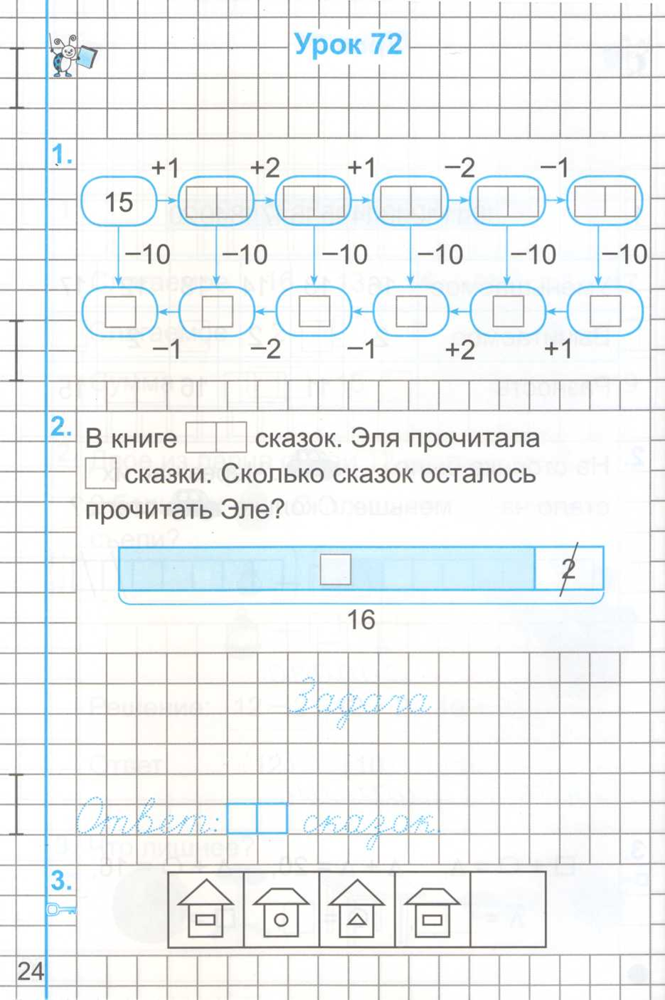 Урок 72
1.
+1 +2 +1 –2 –1
15
–10 –10 –10 –10 –10 –10
–1 –2 –1 +2 +1
2. В книге сказок. Эля прочитала
сказки. Сколько сказок осталось
прочитать Эле?
2
16
Задача
Ответ: сказок.
3.
24